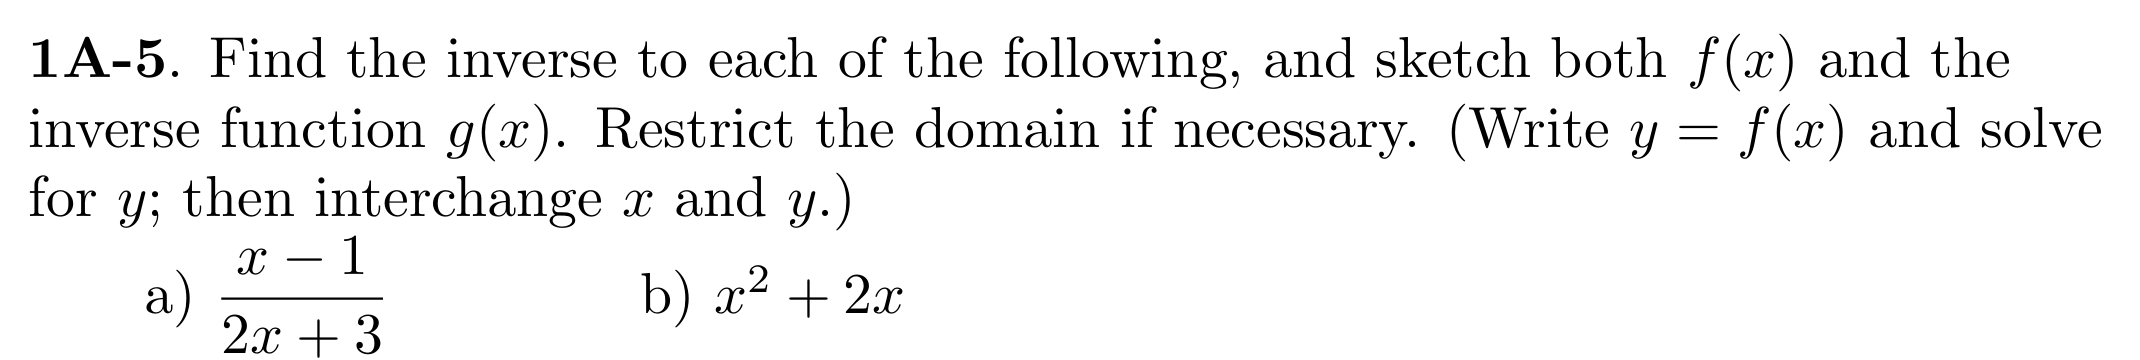 1A-5. Find the inverse to each of the following, and sketch both f(x) and the
inverse function g(x). Restrict the domain if necessary. (Write y = f(x) and solve
for y; then interchange x and y.)
a) \frac{x − 1}{2x + 3} b) x² + 2x